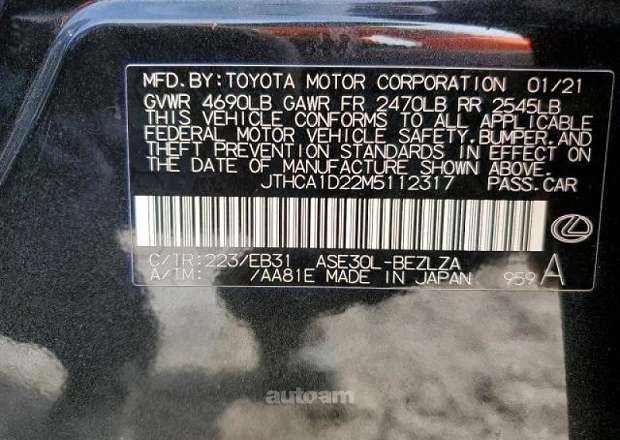 MFD.BY:TOYOTA MOTOR CORPORATION 01/21
GVWR 4690LB GAWR FR 2470LB RR 2545LB
THIS VEHICLE CONFORMS TO ALL APPLICABLE
FEDERAL MOTOR VEHICLE SAFETY,BUMPER,AND
THEFT PREVENTION STANDARDS IN EFFECT ON
THE DATE OF MANUFACTURE SHOWN ABOVE.
JTHCA1D22M5112317 PASS.CAR
C/TR:223/EB31 ASE30L-BEZLZA
A/TM: /AA81E MADE IN JAPAN 959 A
autoam